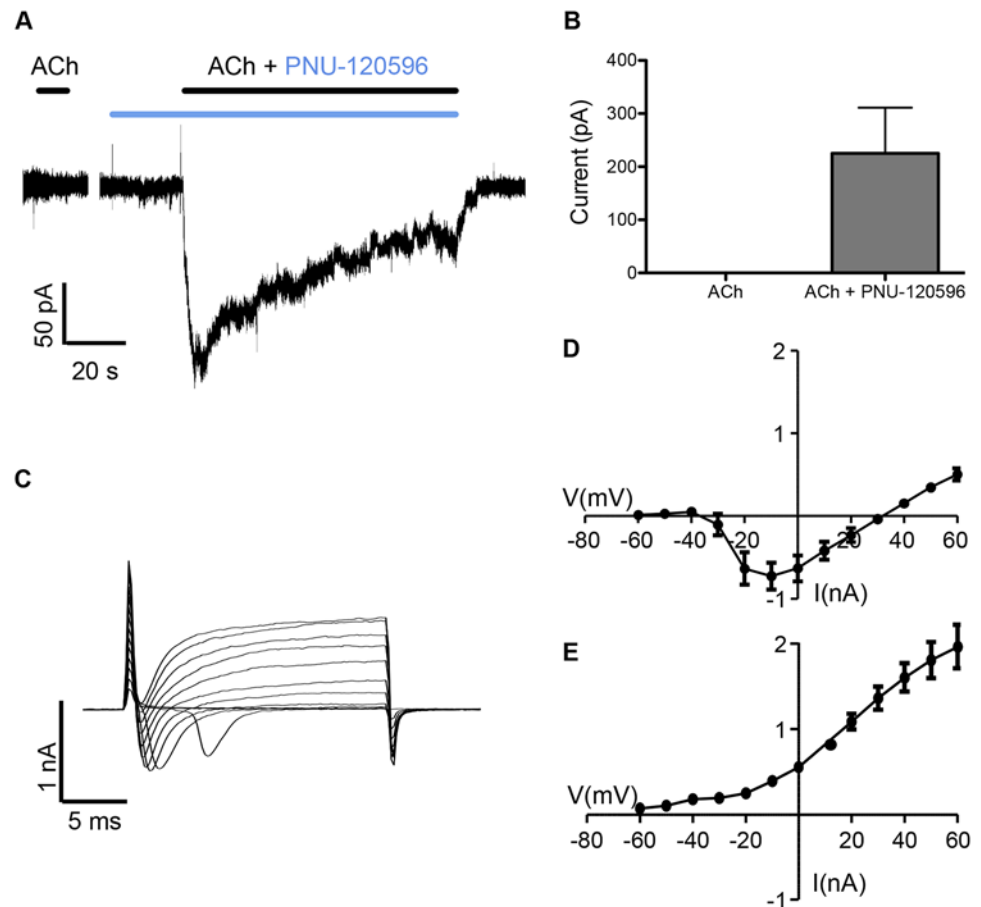 A
ACh
ACh + PNU-120596
50 pA
20 s
B
Current (pA)
400
300
200
100
0
ACh
ACh + PNU-120596
C
1 nA
5 ms
D
2
1
V(mV)
-80 -60 -40 -20 20 40 60
-1 I(nA)
E
2
1
V(mV)
-80 -60 -40 -20 20 40 60
I(nA)
-1